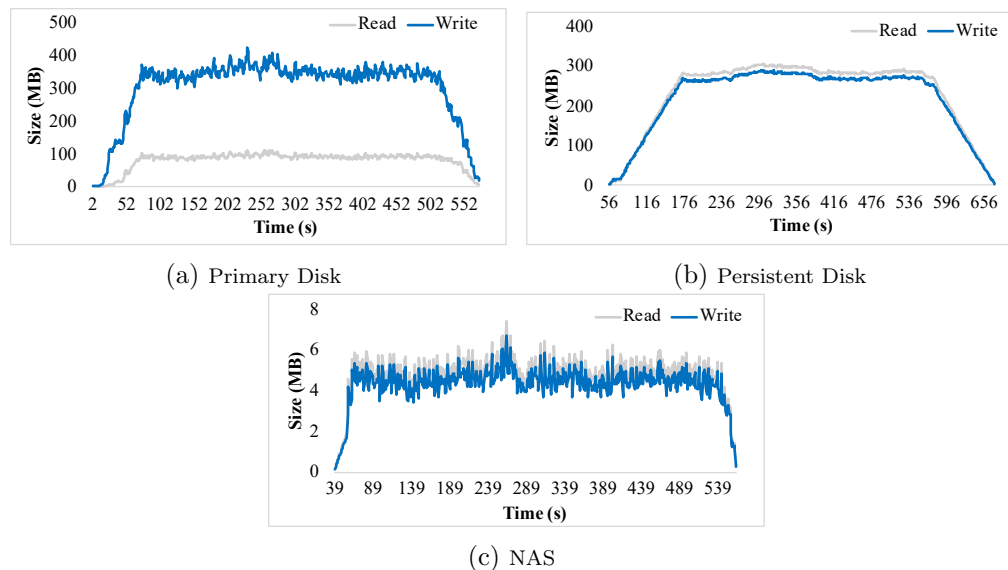 500
400
300
200
100
0
Size (MB)
Read Write
2 52 102 152 202 252 302 352 402 452 502 552
Time (s)
(a) Primary Disk
400
300
200
100
0
Size (MB)
Read Write
56 116 176 236 296 356 416 476 536 596 656
Time (s)
(b) Persistent Disk
8
6
4
2
0
Size (MB)
Read Write
39 89 139 189 239 289 339 389 439 489 539
Time (s)
(c) NAS